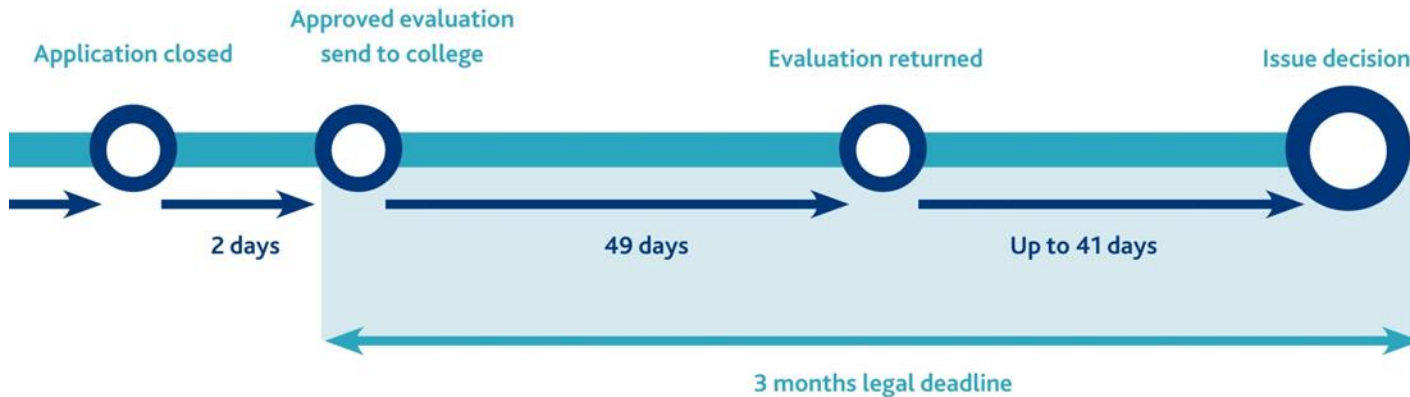 Application closed
Approved evaluation
send to college
Evaluation returned
Issue decision
2 days
49 days
Up to 41 days
3 months legal deadline